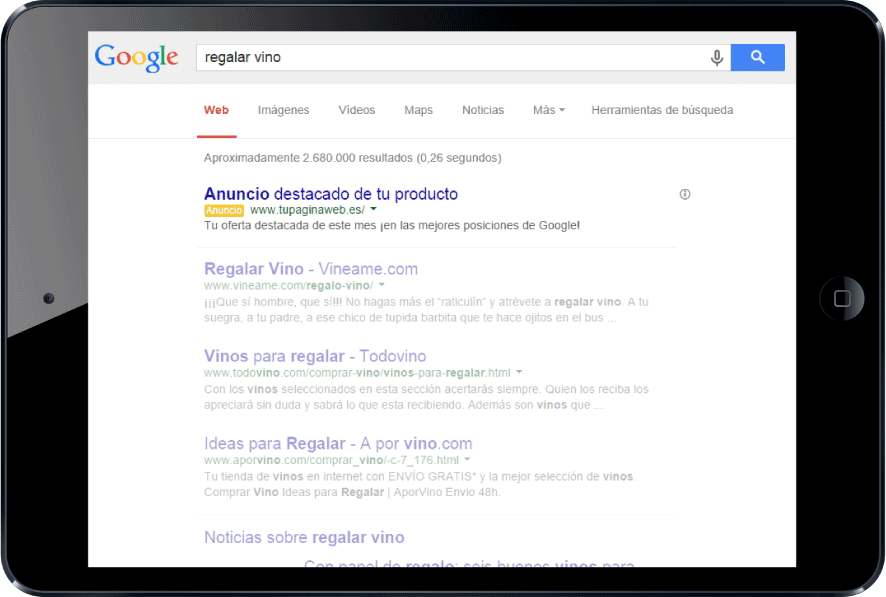 Google
regalar vino
Web Imágenes Vídeos Maps Noticias Más Herramientas de búsqueda
Aproximadamente 2.680.000 resultados (0,26 segundos)
Anuncio destacado de tu producto
Anuncio www.tupaginaweb.es/
Tu oferta destacada de este mes ¡en las mejores posiciones de Google!
Regalar Vino - Vineame.com
www.vineame.com/regalo-vino/
¡¡¡Que sí hombre, que sí!!! No hagas más el "raticulín" y atrévete a regalar vino. A tu
suegra, a tu padre, a ese chico de tupida barbita que te hace ojitos en el bus ...
Vinos para regalar - Todovino
www.todovino.com/comprar-vino/vinos-para-regalar.html
Con los vinos seleccionados en esta sección acertarás siempre. Quien los reciba los
apreciará sin duda y sabrá lo que esta recibiendo. Además son vinos que ...
Ideas para Regalar - A por vino.com
www.aporvino.com/comprar_vino/-c-7_176.html
Tu tienda de vinos en internet con ENVÍO GRATIS* y la mejor selección de vinos.
Comprar Vino Ideas para Regalar | AporVino Envio 48h.
Noticias sobre regalar vino
Con papel de regalo: seis buenos vinos para